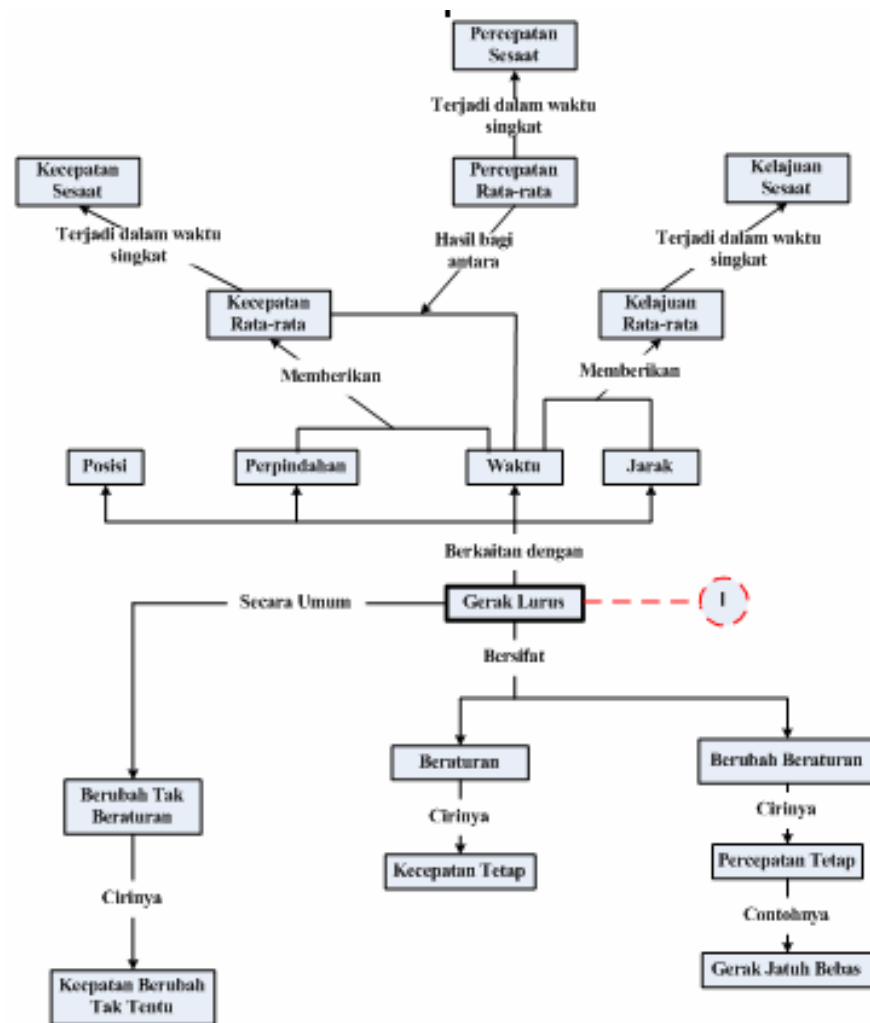 Percepatan
Sesaat
Terjadi dalam waktu
singkat
Kecepatan
Sesaat
Percepatan
Rata-rata
Kelajuan
Sesaat
Terjadi dalam waktu
singkat
Hasil bagi
antara
Terjadi dalam waktu
singkat
Kecepatan
Rata-rata
Kelajuan
Rata-rata
Memberikan
Memberikan
Posisi
Perpindahan
Waktu
Jarak
Berkaitan dengan
Secara Umum
Gerak Lurus
I
Bersifat
Berubah Tak
Beraturan
Beraturan
Berubah Beraturan
Cirinya
Cirinya
Kecepatan Tetap
Percepatan Tetap
Cirinya
Contohnya
Kecpatan Berubah
Tak Tentu
Gerak Jatuh Bebas